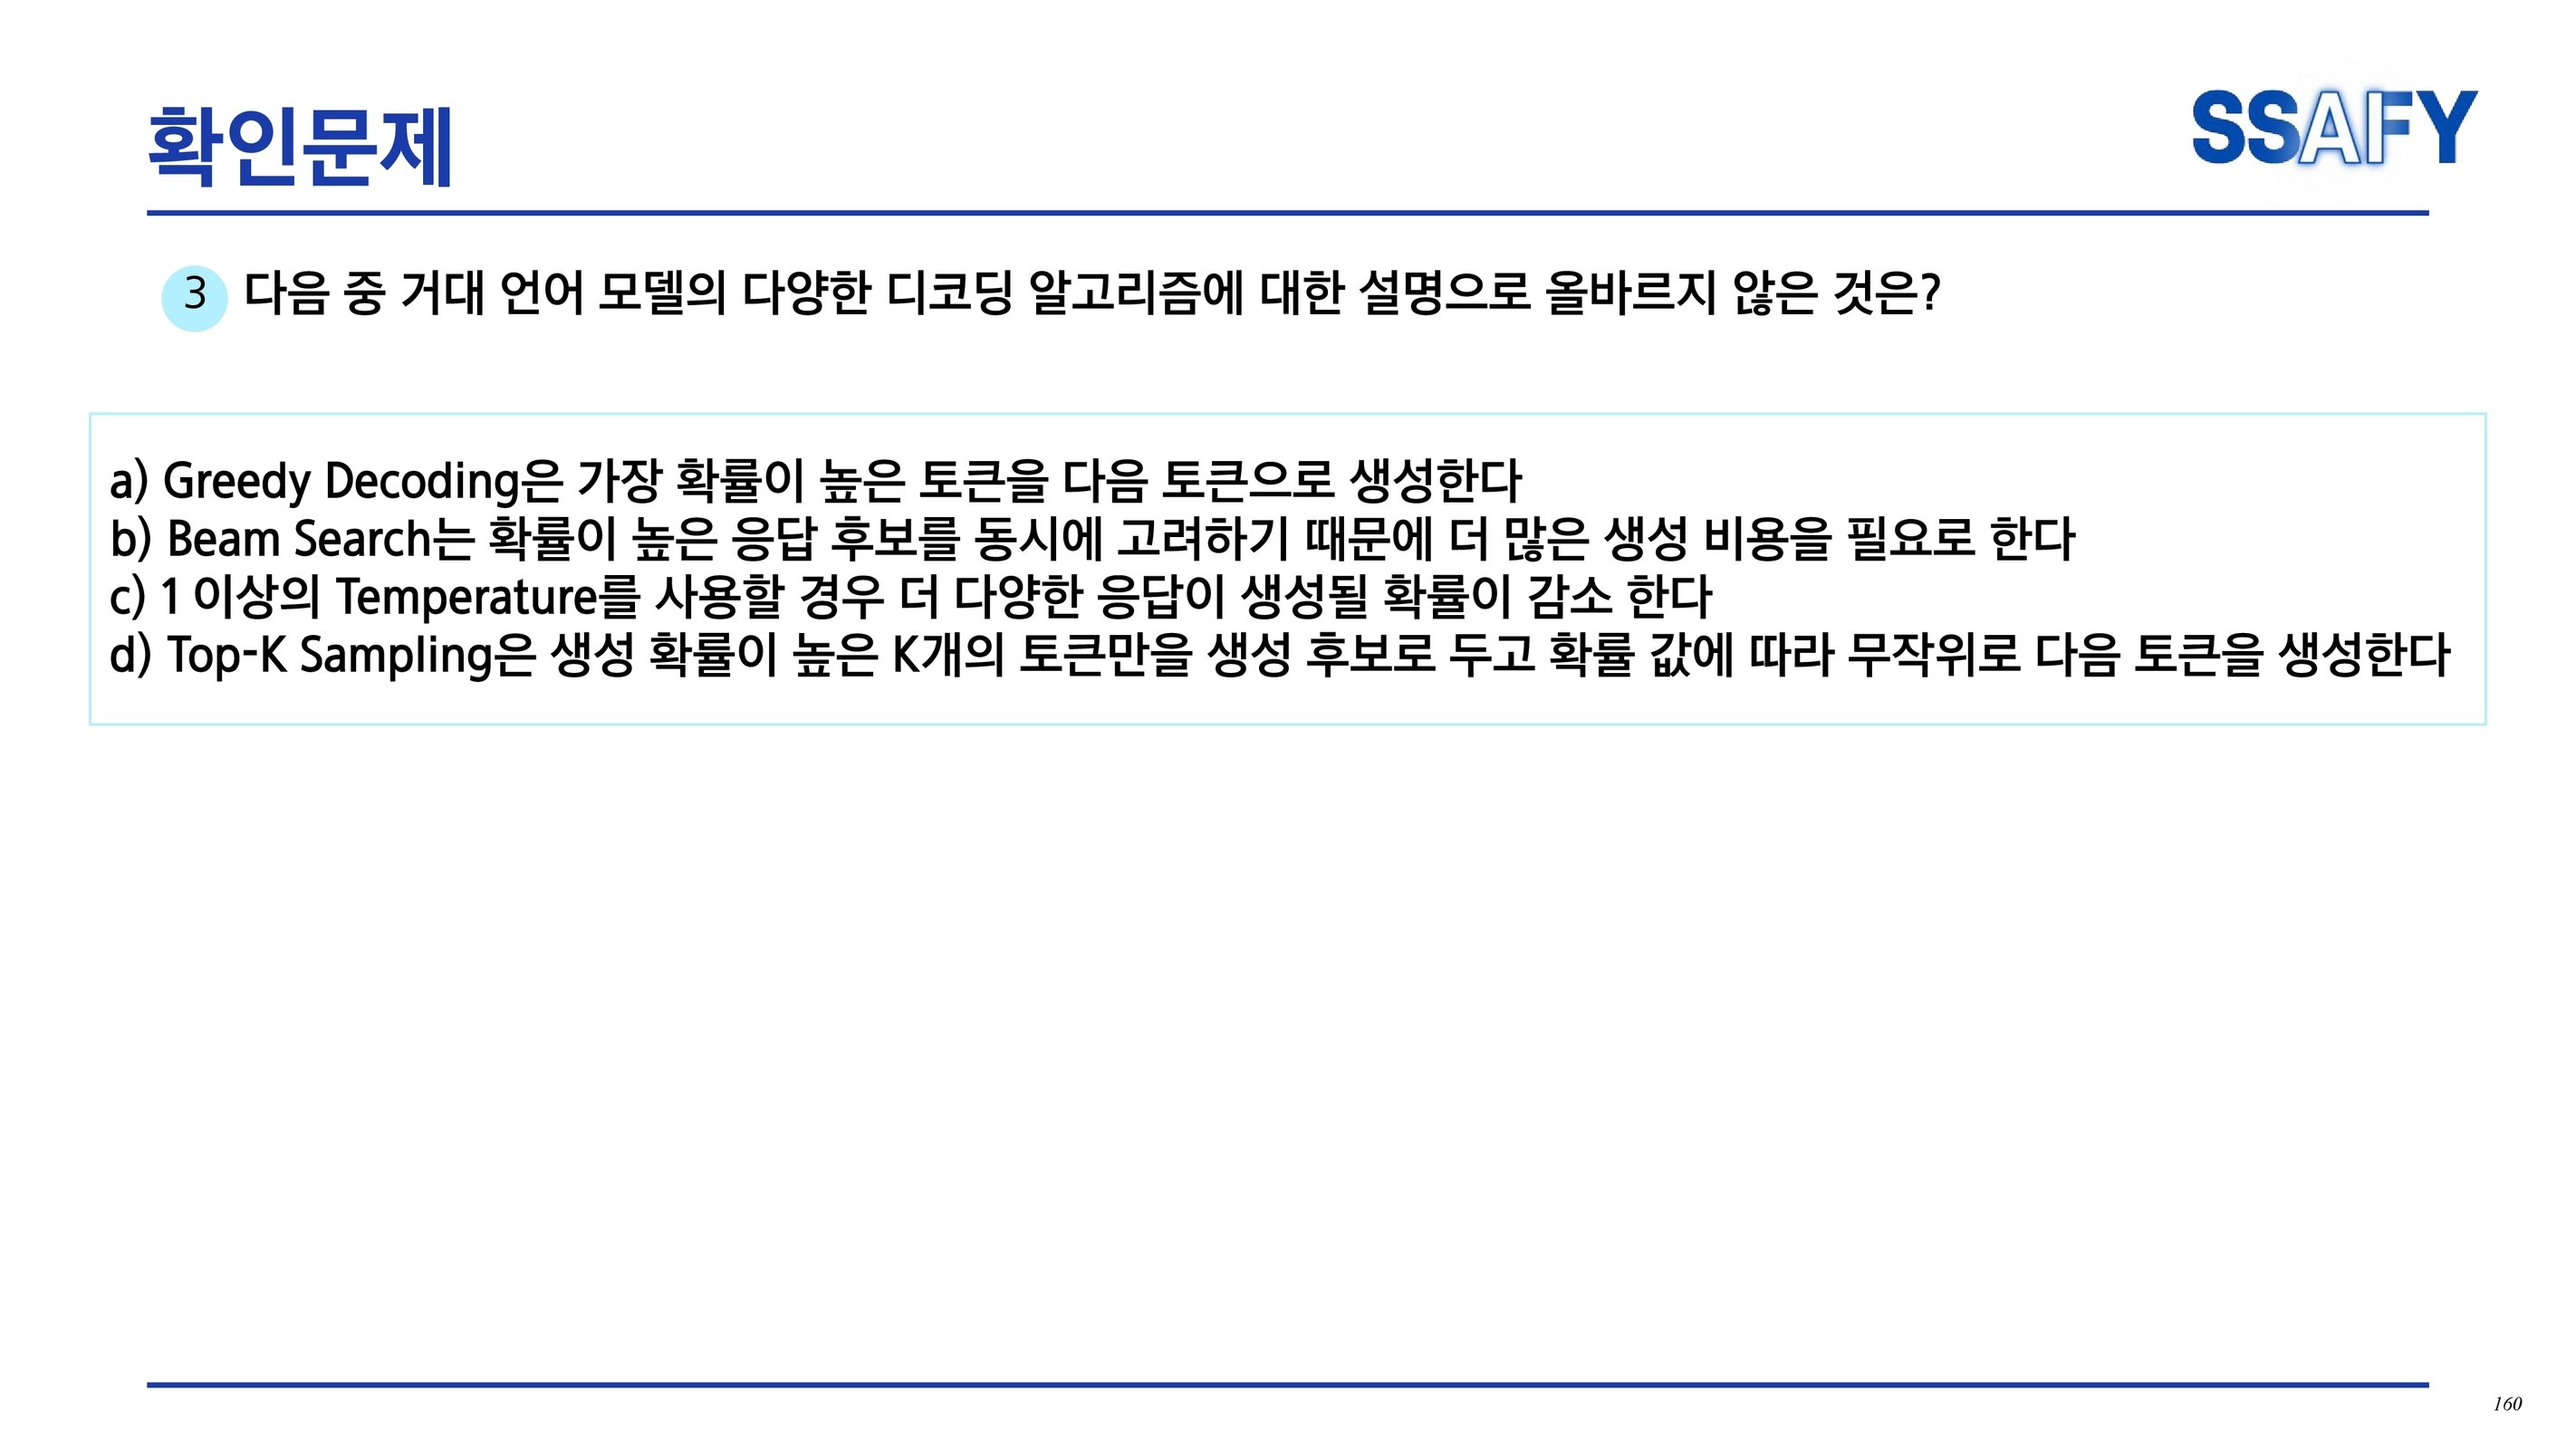 확인문제
SSAFY
3 다음 중 거대 언어 모델의 다양한 디코딩 알고리즘에 대한 설명으로 올바르지 않은 것은?
a) Greedy Decoding은 가장 확률이 높은 토큰을 다음 토큰으로 생성한다
b) Beam Search는 확률이 높은 응답 후보를 동시에 고려하기 때문에 더 많은 생성 비용을 필요로 한다
c) 1 이상의 Temperature를 사용할 경우 더 다양한 응답이 생성될 확률이 감소 한다
d) Top-K Sampling은 생성 확률이 높은 K개의 토큰만을 생성 후보로 두고 확률 값에 따라 무작위로 다음 토큰을 생성한다
160